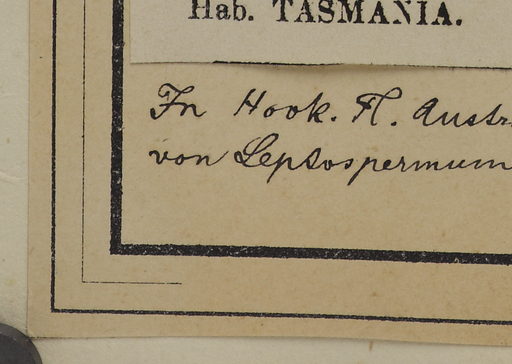 Hab. TASMANIA.
In Hook. Fl. Austr
von Leptospermum